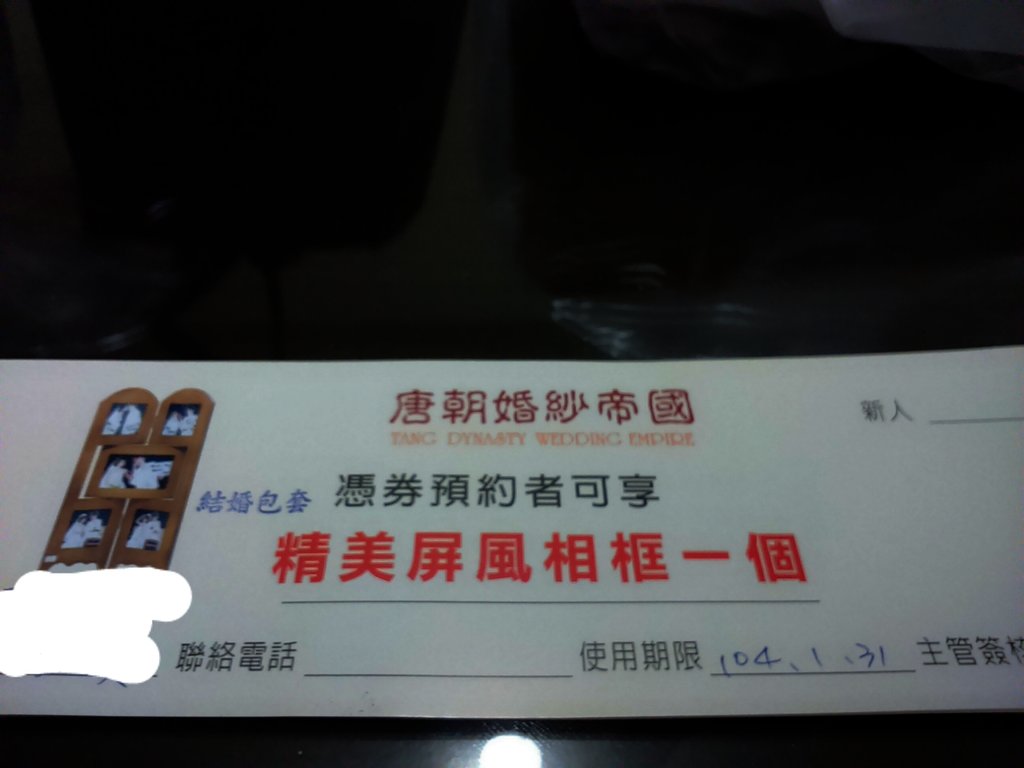 唐朝婚紗帝國
TANG DYNASTY WEDDING EMPIRE
新人
結婚包套 憑券預約者可享
精美屏風相框一個
聯絡電話 使用期限 104.1.31 主管簽核